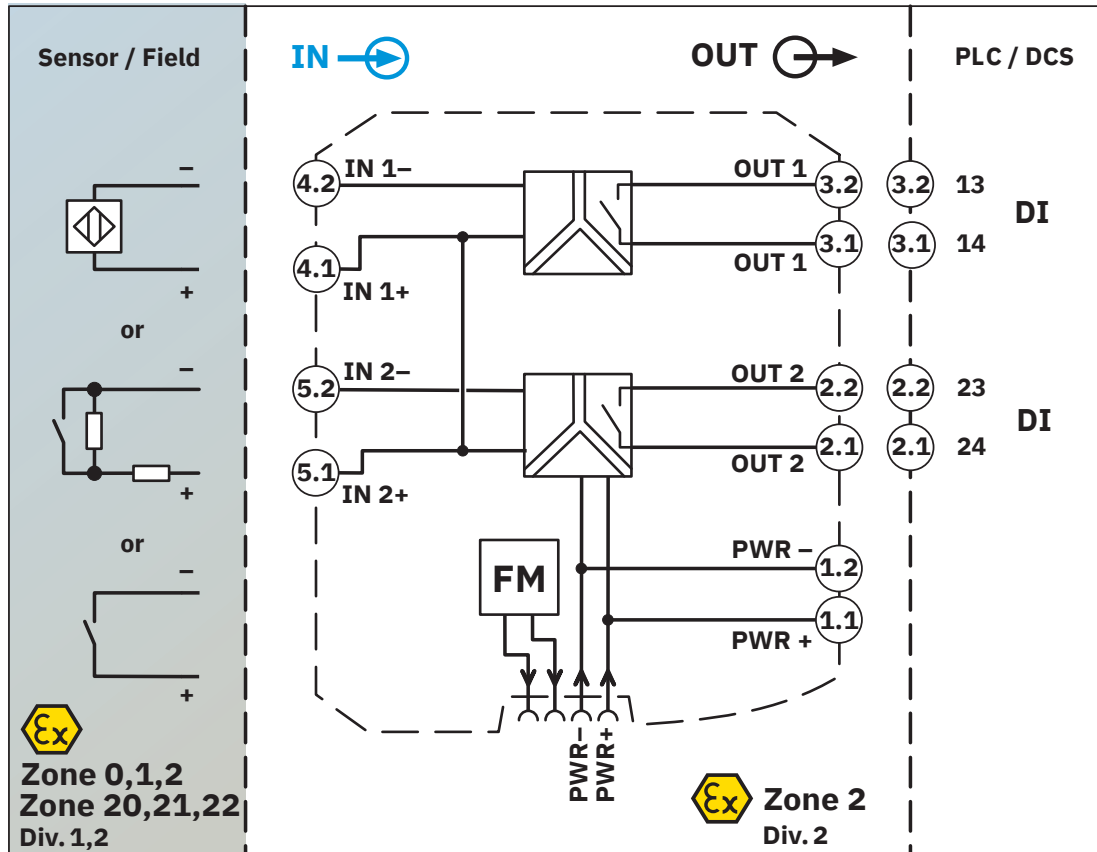 Sensor / Field
IN
OUT
PLC / DCS
–
+
or
–
+
or
–
+
Ex
Zone 0,1,2
Zone 20,21,22
Div. 1,2
4.2
IN 1–
4.1
IN 1+
5.2
IN 2–
5.1
IN 2+
OUT 1
3.2
3.1
OUT 1
OUT 2
2.2
2.1
OUT 2
FM
PWR –
1.2
1.1
PWR +
PWR–
PWR+
Ex
Zone 2
Div. 2
3.2 13
DI
3.1 14
2.2 23
DI
2.1 24